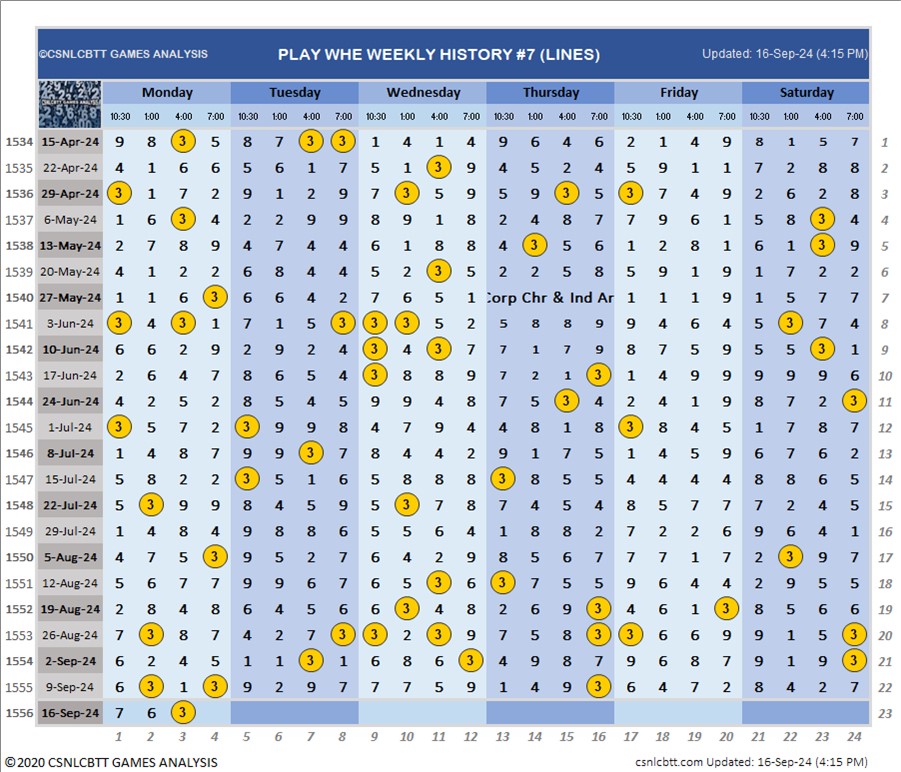 ©CSNLCBTT GAMES ANALYSIS PLAY WHE WEEKLY HISTORY #7 (LINES) Updated: 16-Sep-24 (4:15 PM)
Monday Tuesday Wednesday Thursday Friday Saturday
10:30 1:00 4:00 7:00 10:30 1:00 4:00 7:00 10:30 1:00 4:00 7:00 10:30 1:00 4:00 7:00 10:30 1:00 4:00 7:00 10:30 1:00 4:00 7:00
1534 15-Apr-24 9 8 3 5 8 7 3 3 1 4 1 4 9 6 4 6 2 1 4 9 8 1 5 7 1
1535 22-Apr-24 4 1 6 6 5 6 1 7 5 1 3 9 4 5 2 4 5 9 1 1 7 2 8 8 2
1536 29-Apr-24 3 1 7 2 9 1 2 9 7 3 5 9 5 9 3 5 3 7 4 9 2 6 2 8 3
1537 6-May-24 1 6 3 4 2 2 9 9 8 9 1 8 2 4 8 7 7 9 6 1 5 8 3 4 4
1538 13-May-24 2 7 8 9 4 7 4 4 6 1 8 8 4 3 5 6 1 2 8 1 6 1 3 9 5
1539 20-May-24 4 1 2 2 6 8 4 4 5 2 3 5 2 2 5 8 5 9 1 9 1 7 2 2 6
1540 27-May-24 1 1 6 3 6 6 4 2 7 6 5 1 Corp Chr & Ind Ar 1 1 1 9 1 5 7 7 7
1541 3-Jun-24 3 4 3 1 7 1 5 3 3 3 5 2 5 8 8 9 9 4 6 4 5 3 7 4 8
1542 10-Jun-24 6 6 2 9 2 9 2 4 3 4 3 7 7 1 7 9 8 7 5 9 5 5 3 1 9
1543 17-Jun-24 2 6 4 7 8 6 5 4 3 8 8 9 7 2 1 3 1 4 9 9 9 9 9 6 10
1544 24-Jun-24 4 2 5 2 8 5 4 5 9 9 4 8 7 5 3 4 2 4 1 9 8 7 2 3 11
1545 1-Jul-24 3 5 7 2 3 9 9 8 4 7 9 4 4 8 1 8 3 8 4 5 1 7 8 7 12
1546 8-Jul-24 1 4 8 7 9 9 3 7 8 4 4 2 9 1 7 5 1 4 5 9 6 7 6 2 13
1547 15-Jul-24 5 8 2 2 3 5 1 6 5 8 8 8 3 8 5 5 4 4 4 4 8 8 6 5 14
1548 22-Jul-24 5 3 9 9 8 4 5 9 5 3 7 8 7 4 5 4 8 5 7 7 7 2 4 5 15
1549 29-Jul-24 1 4 8 4 9 8 8 6 5 5 6 4 1 8 8 2 7 2 2 6 9 6 4 1 16
1550 5-Aug-24 4 7 5 3 9 5 2 7 6 4 2 9 8 5 6 7 7 7 1 7 2 3 9 7 17
1551 12-Aug-24 5 6 7 7 9 9 6 7 6 5 3 6 3 7 5 5 9 6 4 4 2 9 5 5 18
1552 19-Aug-24 2 8 4 8 6 4 5 6 6 3 4 8 2 6 9 3 4 6 1 3 8 5 6 6 19
1553 26-Aug-24 7 3 8 7 4 2 7 3 3 2 3 9 7 5 8 3 3 6 6 9 9 1 5 3 20
1554 2-Sep-24 6 2 4 5 1 1 3 1 6 8 6 3 4 9 8 7 9 6 8 7 9 1 9 3 21
1555 9-Sep-24 6 3 1 3 9 2 9 7 7 7 5 9 1 4 9 3 6 4 7 2 8 4 2 7 22
1556 16-Sep-24 7 6 3 23
1 2 3 4 5 6 7 8 9 10 11 12 13 14 15 16 17 18 19 20 21 22 23 24
©2020 CSNLCBTT GAMES ANALYSIS csnlcbtt.com Updated: 16-Sep-24 (4:15 PM)